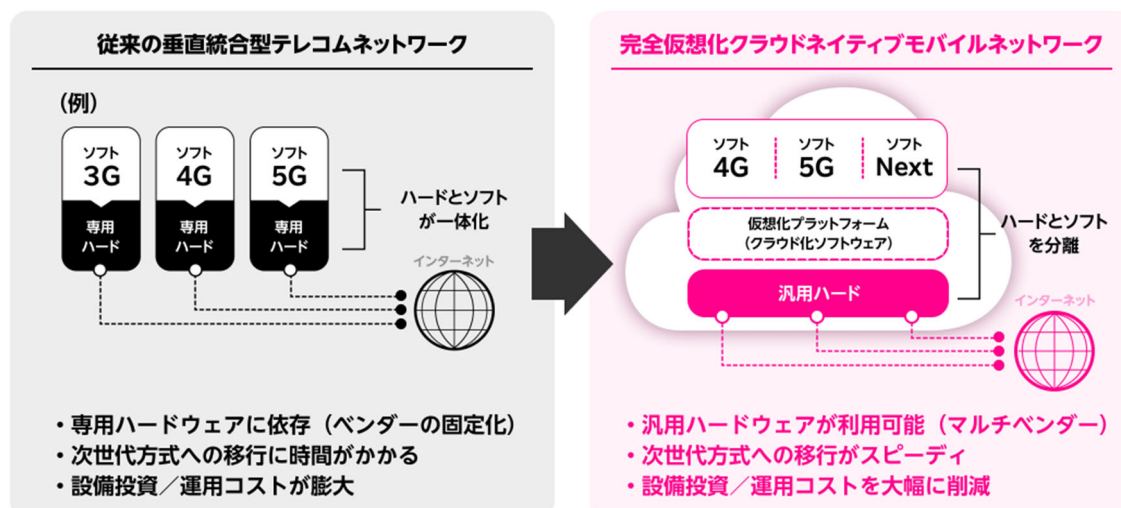 従来の垂直統合型テレコムネットワーク
(例)
ソフト
3G
専用
ハード
ソフト
4G
専用
ハード
ソフト
5G
専用
ハード
ハードとソフト
が一体化
インターネット
・専用ハードウェアに依存（ベンダーの固定化）
・次世代方式への移行に時間がかかる
・設備投資／運用コストが膨大
完全仮想化クラウドネイティブモバイルネットワーク
ソフト
4G
ソフト
5G
ソフト
Next
仮想化プラットフォーム
（クラウド化ソフトウェア）
汎用ハード
ハードとソフト
を分離
インターネット
・汎用ハードウェアが利用可能（マルチベンダー）
・次世代方式への移行がスピーディ
・設備投資／運用コストを大幅に削減